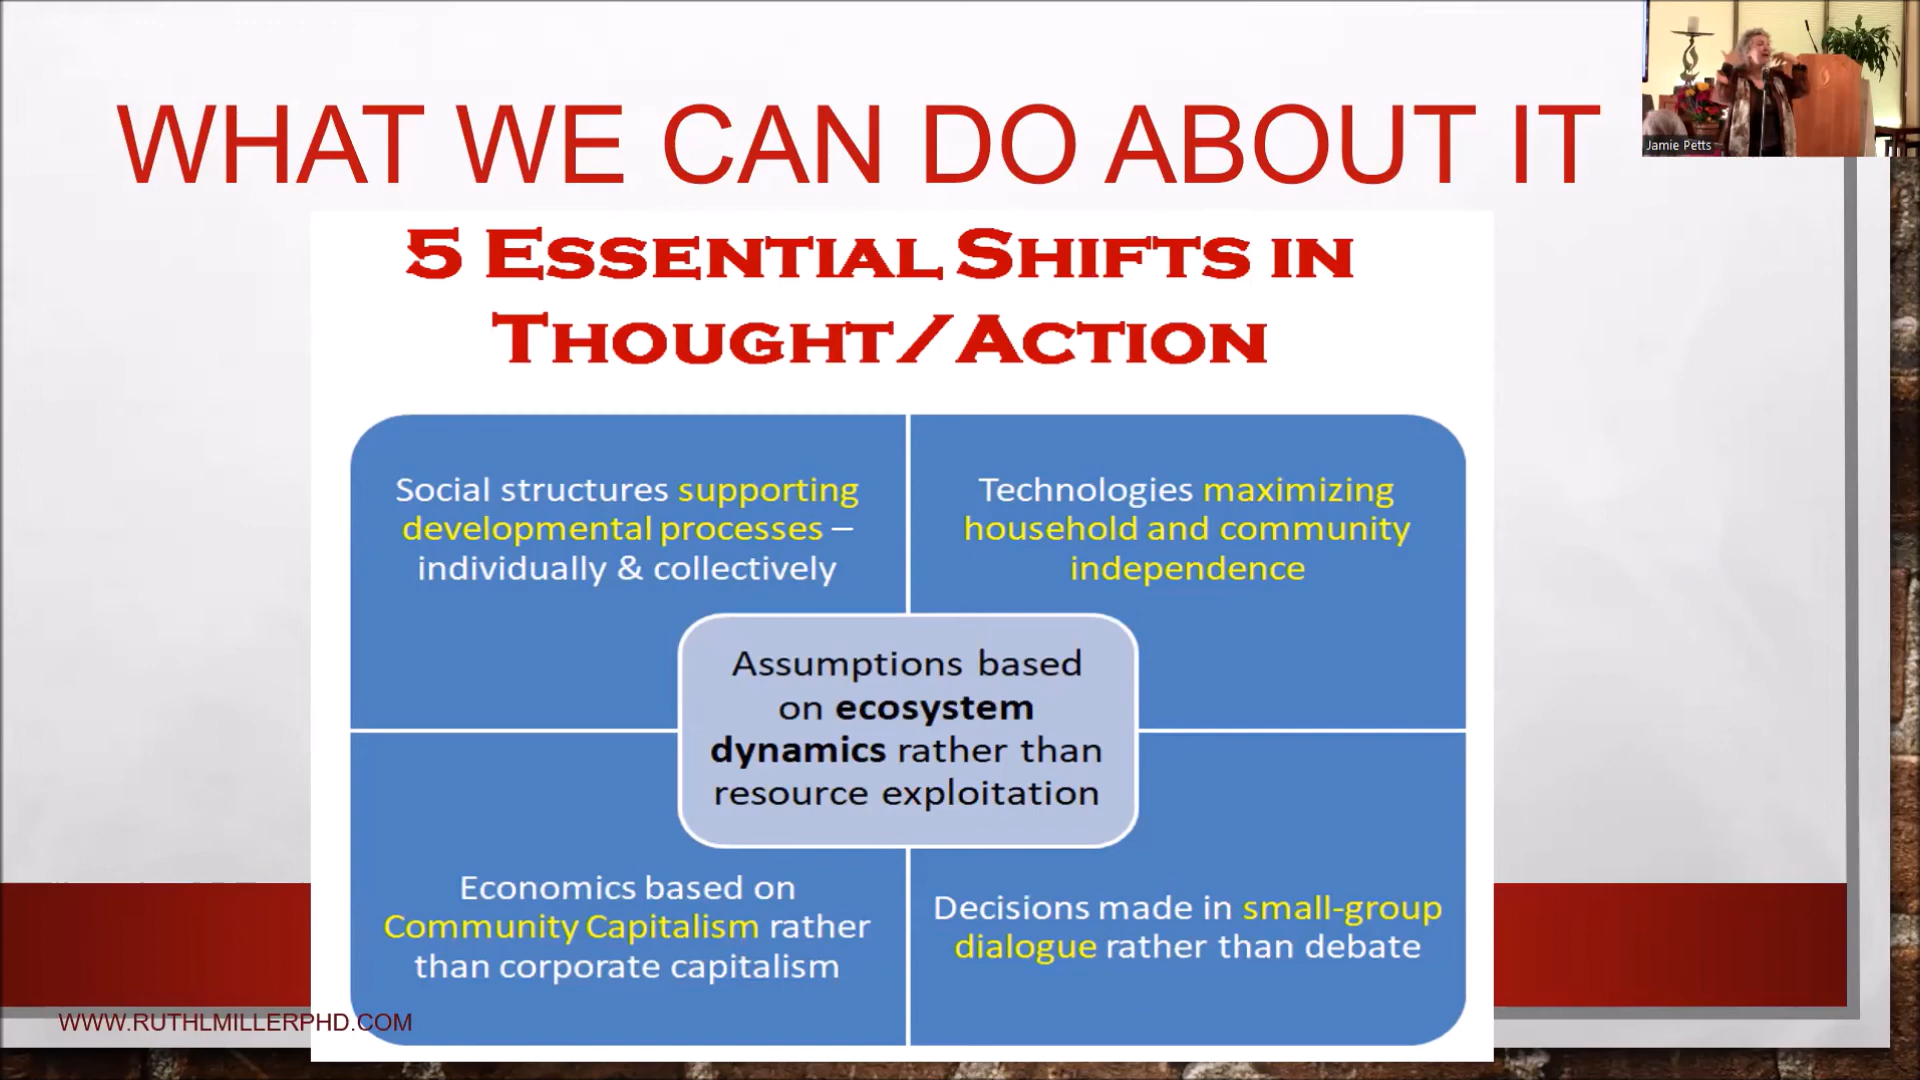 WHAT WE CAN DO ABOUT IT
Jamie Petts
5 ESSENTIAL SHIFTS IN
THOUGHT/ACTION
Social structures supporting
developmental processes –
individually & collectively
Technologies maximizing
household and community
independence
Assumptions based
on ecosystem
dynamics rather than
resource exploitation
Economics based on
Community Capitalism rather
than corporate capitalism
Decisions made in small-group
dialogue rather than debate
WWW.RUTHLMILLERPHD.COM